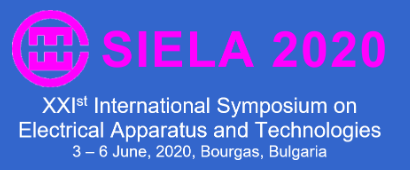 SIELA 2020
XXIst International Symposium on
Electrical Apparatus and Technologies
3 – 6 June, 2020, Bourgas, Bulgaria